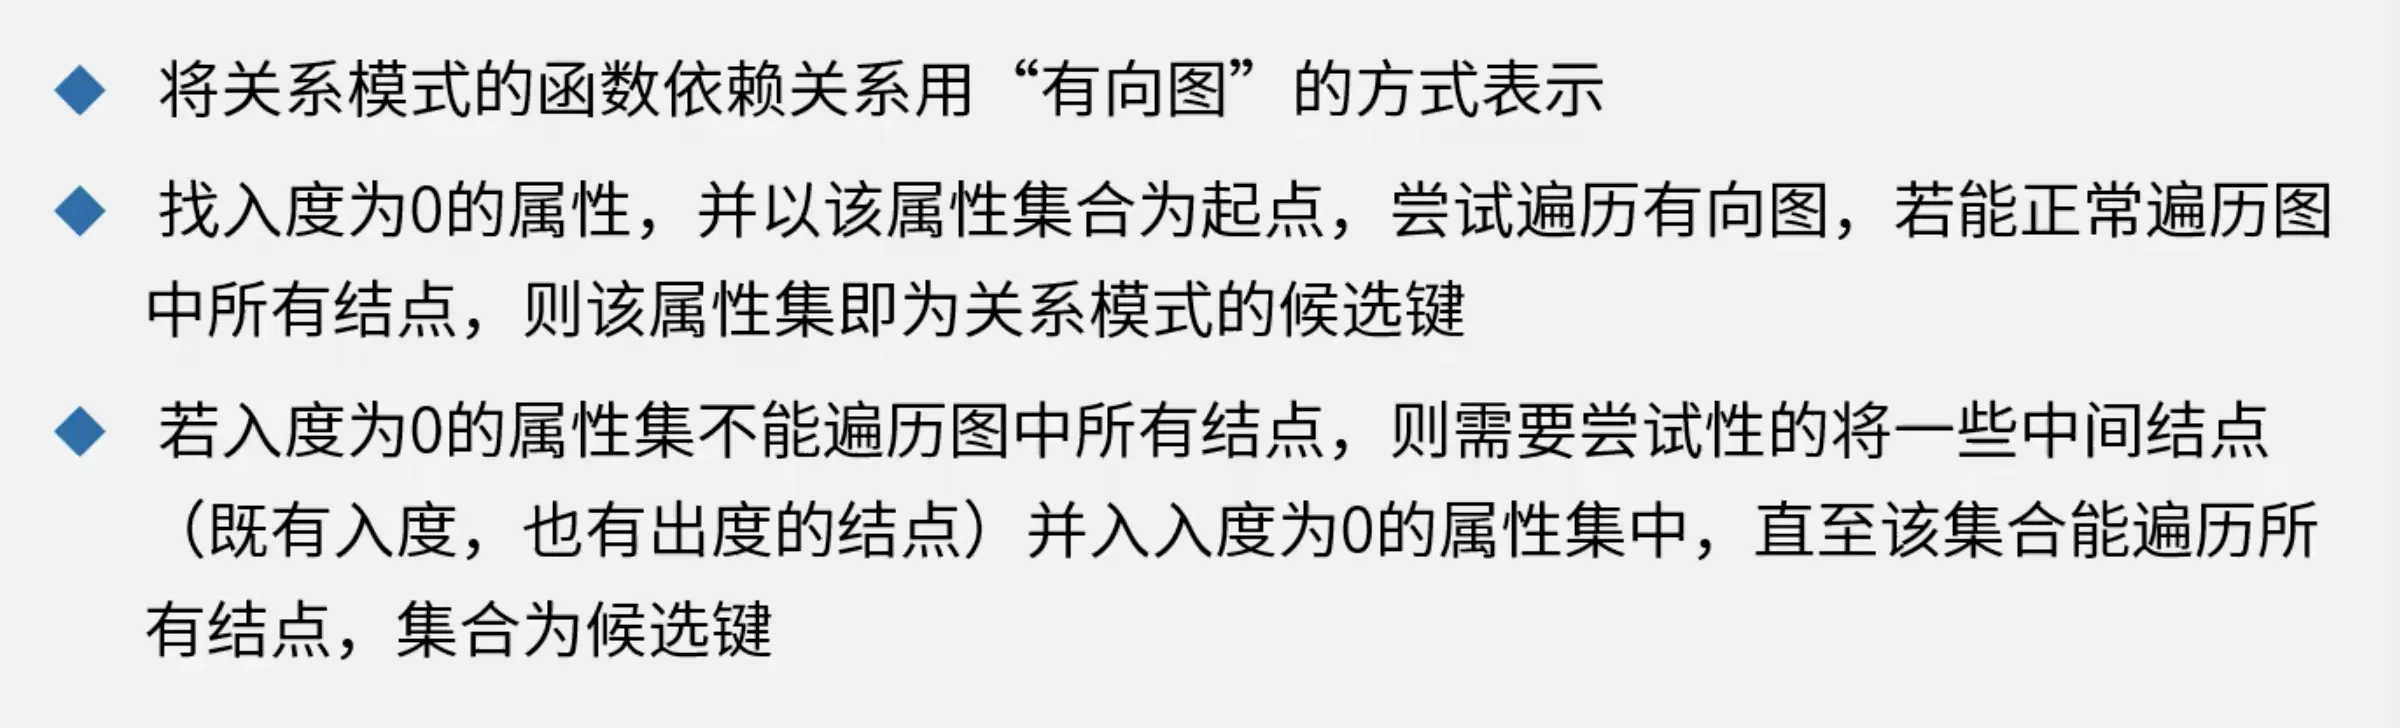 将关系模式的函数依赖关系用“有向图”的方式表示
找入度为0的属性，并以该属性集合为起点，尝试遍历有向图，若能正常遍历图
中所有结点，则该属性集即为关系模式的候选键
若入度为0的属性集不能遍历图中所有结点，则需要尝试性的将一些中间结点
（既有入度，也有出度的结点）并入入度为0的属性集中，直至该集合能遍历所
有结点，集合为候选键